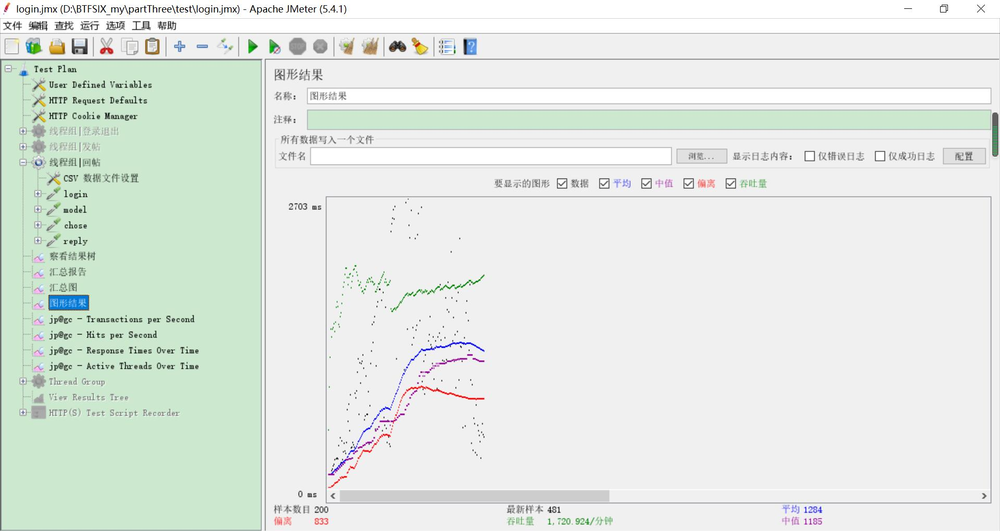 login.jmx (D:\BTFSIX_my\partThree\test\login.jmx) - Apache JMeter (5.4.1)
文件 编辑 查找 运行 选项 工具 帮助
STOP
Test Plan
User Defined Variables
HTTP Request Defaults
HTTP Cookie Manager
线程组|登录退出
线程组|发帖
线程组|回帖
CSV 数据文件设置
login
model
chose
reply
察看结果树
汇总报告
汇总图
图形结果
jp@gc - Transactions per Second
jp@gc - Hits per Second
jp@gc - Response Times Over Time
jp@gc - Active Threads Over Time
Thread Group
View Results Tree
HTTP(S) Test Script Recorder
图形结果
名称： 图形结果
注释：
所有数据写入一个文件
文件名 浏览... 显示日志内容： 仅错误日志 仅成功日志 配置
要显示的图形 数据 平均 中值 偏离 吞吐量
2703 ms
0 ms
样本数目 200 最新样本 481 平均 1284
偏离 833 吞吐量 1,720.924/分钟 中值 1185